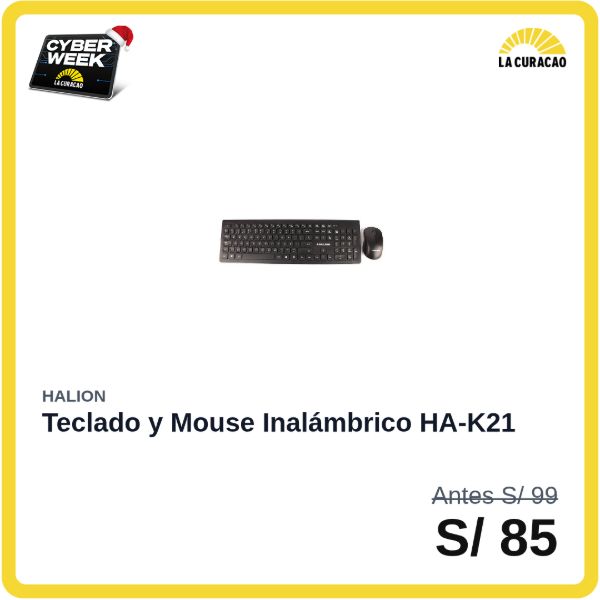 CYBER
WEEK
LA CURACAO
LA CURACAO
HALION
Teclado y Mouse Inalámbrico HA-K21
Antes S/ 99
S/ 85